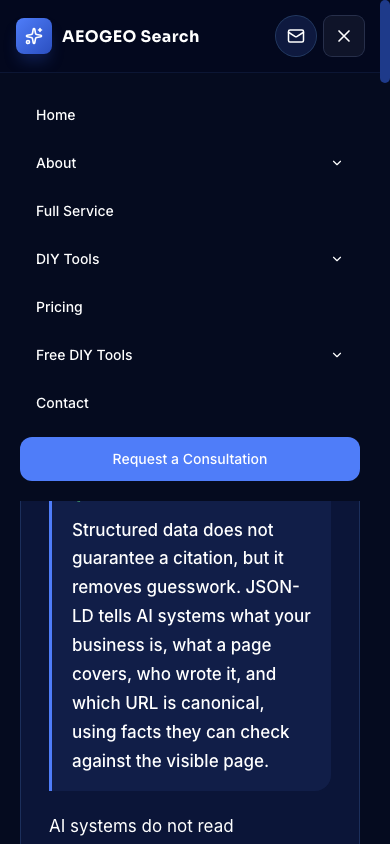 AEOGEO Search
Home
About
Full Service
DIY Tools
Pricing
Free DIY Tools
Contact
Request a Consultation
Structured data does not
guarantee a citation, but it
removes guesswork. JSON-
LD tells AI systems what your
business is, what a page
covers, who wrote it, and
which URL is canonical,
using facts they can check
against the visible page.
AI systems do not read